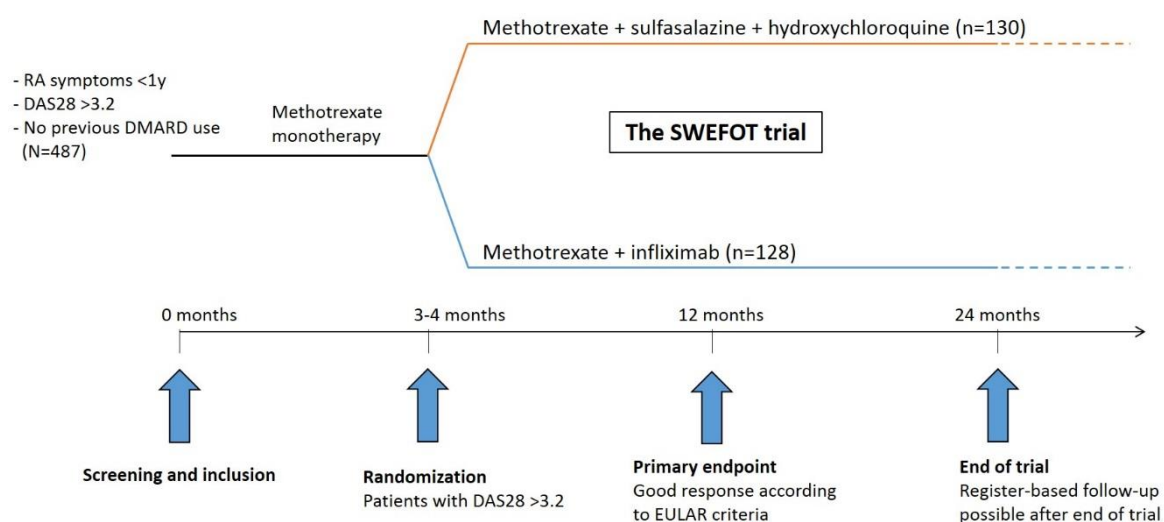 Methotrexate + sulfasalazine + hydroxychloroquine (n=130)
- RA symptoms <1y
- DAS28 >3.2
- No previous DMARD use
(N=487)
Methotrexate
monotherapy
The SWEFOT trial
Methotrexate + infliximab (n=128)
0 months
3-4 months
12 months
24 months
Screening and inclusion
Randomization
Patients with DAS28 >3.2
Primary endpoint
Good response according
to EULAR criteria
End of trial
Register-based follow-up
possible after end of trial